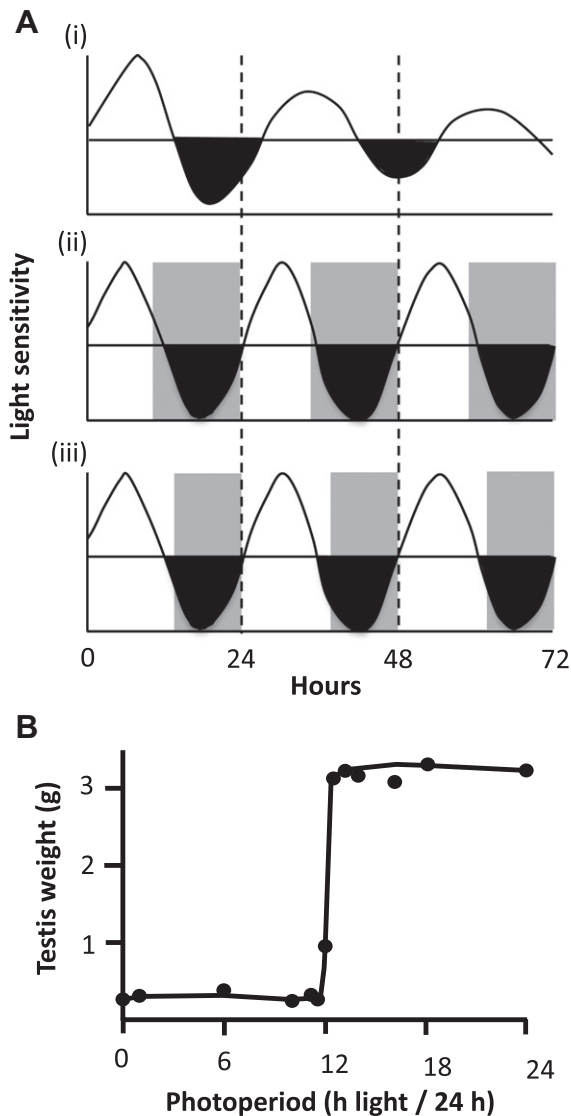 A
(i)
(ii)
(iii)
Light sensitivity
0 24 48 72
Hours
B
3
2
1
Testis weight (g)
0 6 12 18 24
Photoperiod (h light / 24 h)